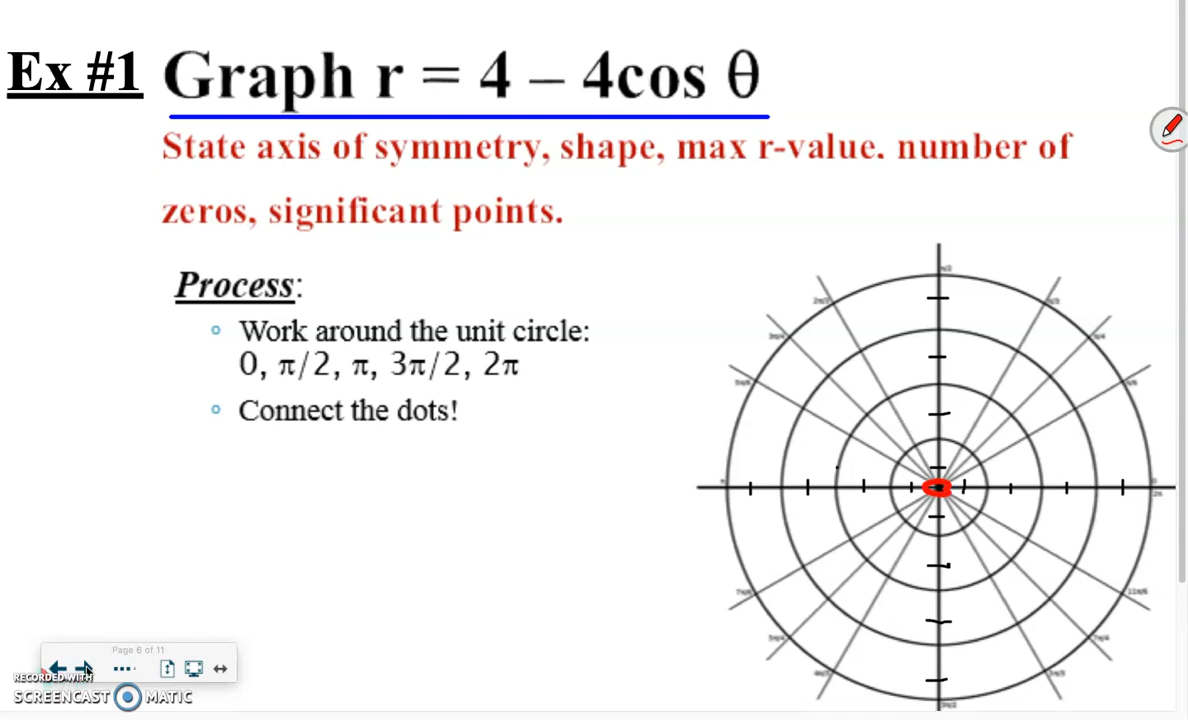 Ex #1 Graph r = 4 – 4cos θ
State axis of symmetry, shape, max r-value. number of
zeros, significant points.
Process:
Work around the unit circle:
0, π/2, π, 3π/2, 2π
Connect the dots!
Page 6 of 11
RECORDED WITH
SCREENCAST MATIC